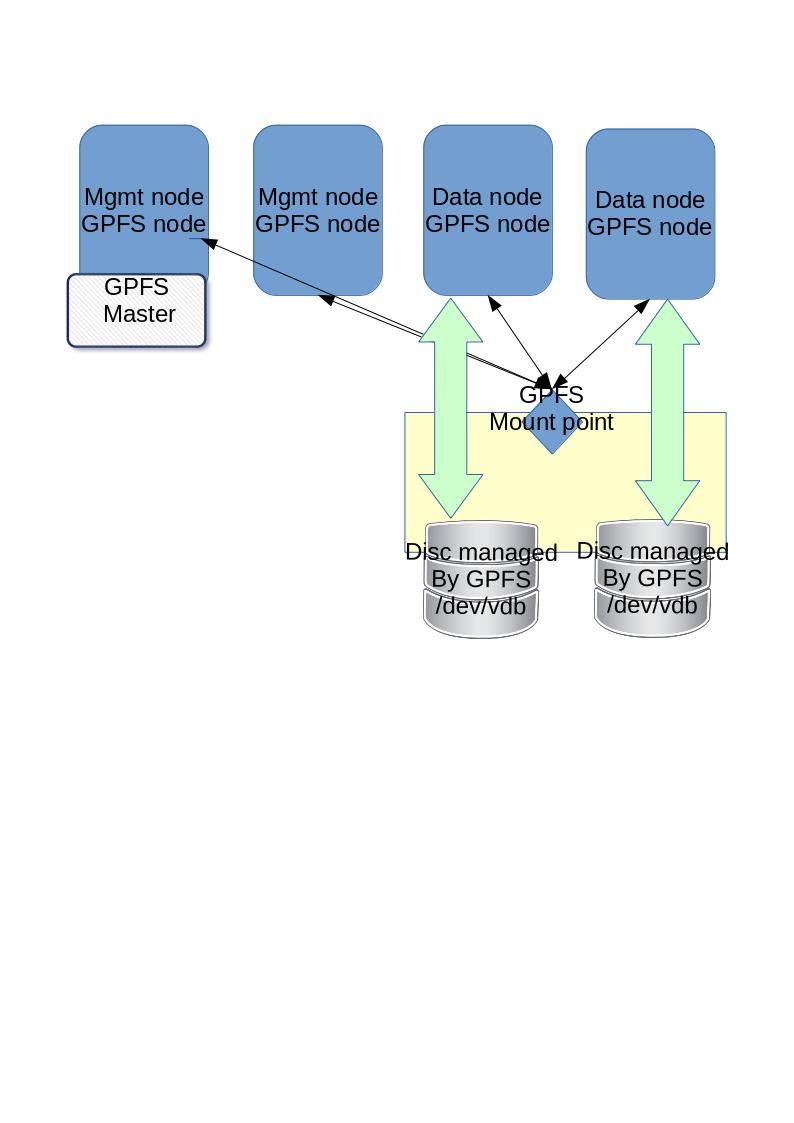 Mgmt node
GPFS node
Mgmt node
GPFS node
Data node
GPFS node
Data node
GPFS node
GPFS
Master
GPFS
Mount point
Disc managed
By GPFS
/dev/vdb
Disc managed
By GPFS
/dev/vdb